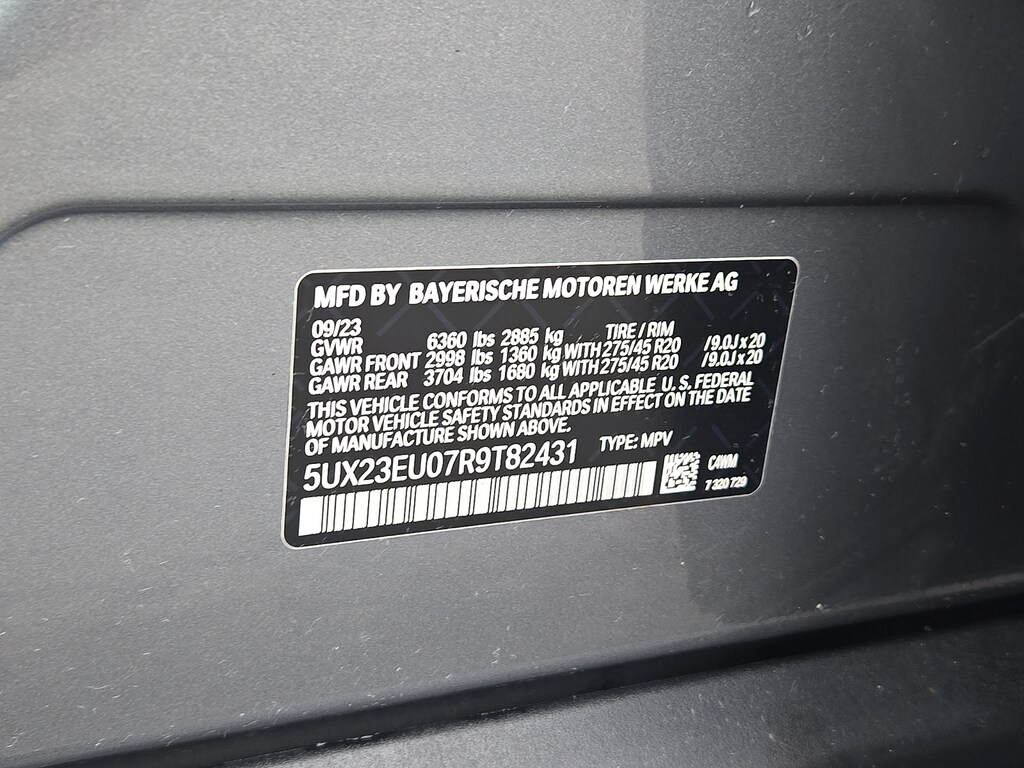 MFD BY BAYERISCHE MOTOREN WERKE AG
09/23 TIRE / RIM
GVWR 6360 lbs 2885 kg
GAWR FRONT 2998 lbs 1360 kg WITH 275/45 R20 /9.0J x 20
GAWR REAR 3704 lbs 1680 kg WITH 275/45 R20 /9.0J x 20
THIS VEHICLE CONFORMS TO ALL APPLICABLE U. S. FEDERAL
MOTOR VEHICLE SAFETY STANDARDS IN EFFECT ON THE DATE
OF MANUFACTURE SHOWN ABOVE.
5UX23EU07R9T82431 TYPE: MPV
C4WM
7 320 729